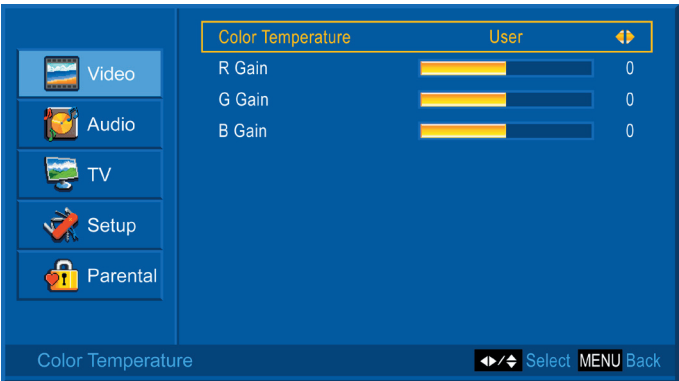 Color Temperature User
R Gain 0
G Gain 0
B Gain 0
Video
Audio
TV
Setup
Parental
Color Temperature
Select MENU Back